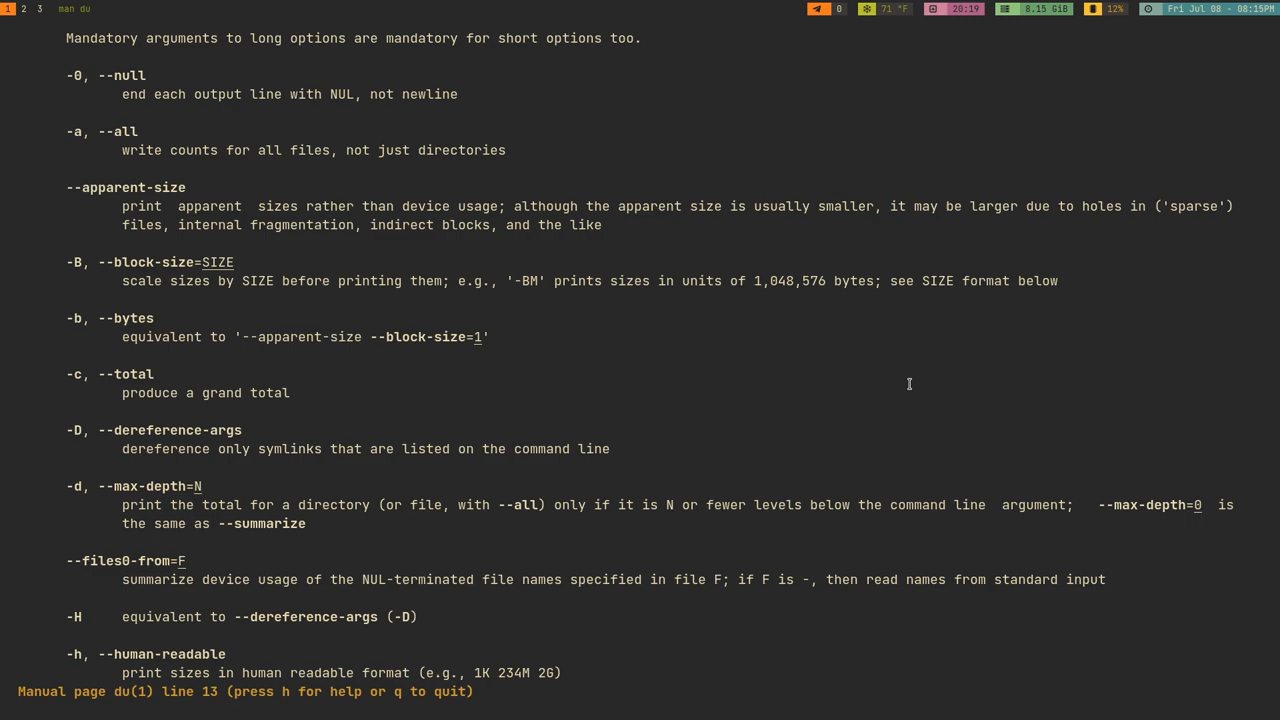 1 2 3 man du 0 71 °F 20:19 8.15 GiB 12% Fri Jul 08 - 08:15PM
Mandatory arguments to long options are mandatory for short options too.
-0, --null
end each output line with NUL, not newline
-a, --all
write counts for all files, not just directories
--apparent-size
print  apparent  sizes rather than device usage; although the apparent size is usually smaller, it may be larger due to holes in ('sparse')
files, internal fragmentation, indirect blocks, and the like
-B, --block-size=SIZE
scale sizes by SIZE before printing them; e.g., '-BM' prints sizes in units of 1,048,576 bytes; see SIZE format below
-b, --bytes
equivalent to '--apparent-size --block-size=1'
-c, --total
produce a grand total
-D, --dereference-args
dereference only symlinks that are listed on the command line
-d, --max-depth=N
print the total for a directory (or file, with --all) only if it is N or fewer levels below the command line  argument;   --max-depth=0  is
the same as --summarize
--files0-from=F
summarize device usage of the NUL-terminated file names specified in file F; if F is -, then read names from standard input
-H     equivalent to --dereference-args (-D)
-h, --human-readable
print sizes in human readable format (e.g., 1K 234M 2G)
Manual page du(1) line 13 (press h for help or q to quit)